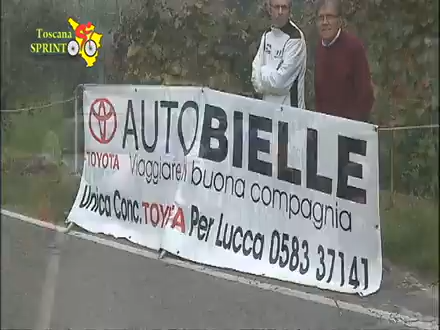 Toscana
SPRINT
AUTOBIELLE
TOYOTA Viaggiare in buona compagnia
Unica Conc. TOYOTA Per Lucca 0583 37141